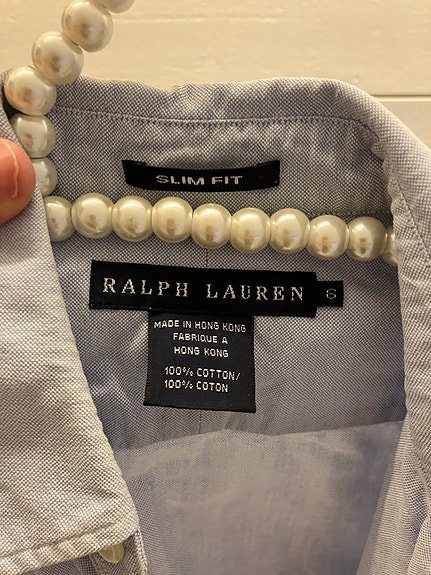 SLIM FIT
RALPH LAUREN 6
MADE IN HONG KONG
FABRIQUE A
HONG KONG
100% COTTON/
100% COTON